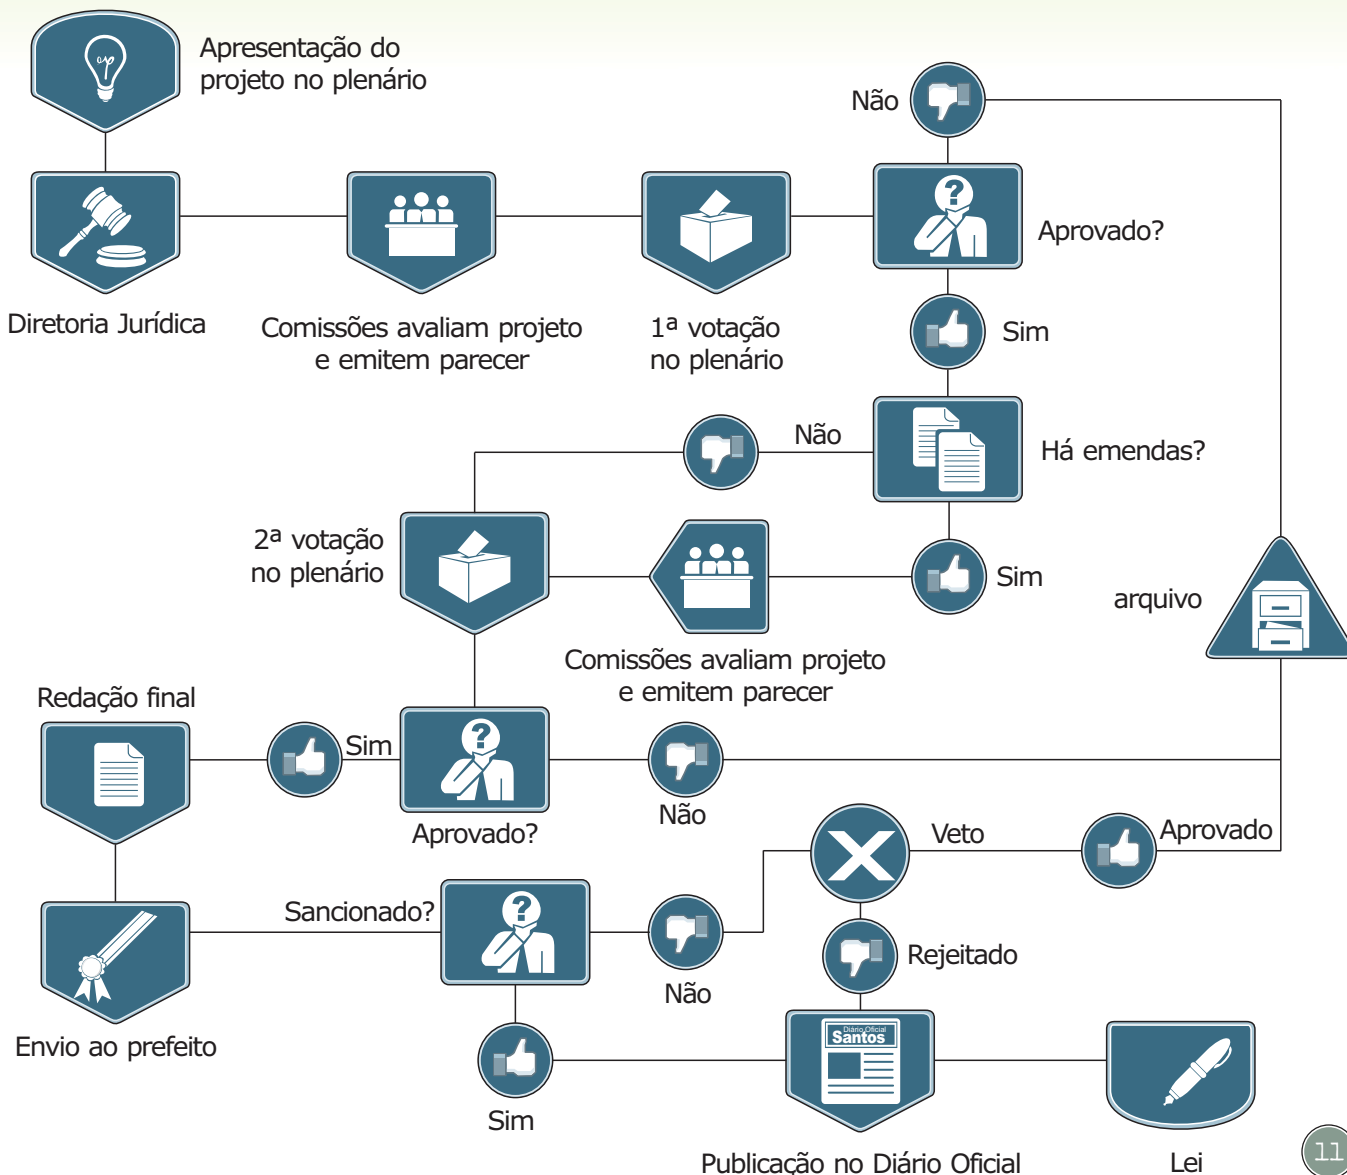 Apresentação do
projeto no plenário
Não
?
Aprovado?
Diretoria Jurídica
Comissões avaliam projeto
e emitem parecer
1ª votação
no plenário
Sim
Não
Há emendas?
2ª votação
no plenário
Sim
arquivo
Comissões avaliam projeto
e emitem parecer
Redação final
Sim
?
Não
Aprovado?
Veto
Aprovado
Sancionado?
?
Rejeitado
Não
Envio ao prefeito
Diário Oficial
Santos
Sim
Publicação no Diário Oficial
Lei
11